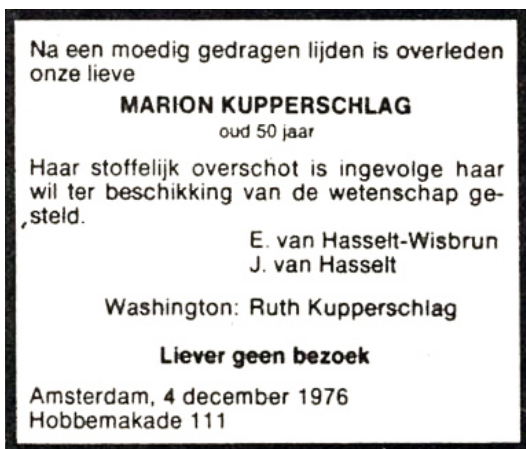 Na een moedig gedragen lijden is overleden
onze lieve
MARION KUPPERSCHLAG
oud 50 jaar
Haar stoffelijk overschot is ingevolge haar
wil ter beschikking van de wetenschap ge-
steld.
E. van Hasselt-Wisbrun
J. van Hasselt
Washington: Ruth Kupperschlag
Liever geen bezoek
Amsterdam, 4 december 1976
Hobbemakade 111